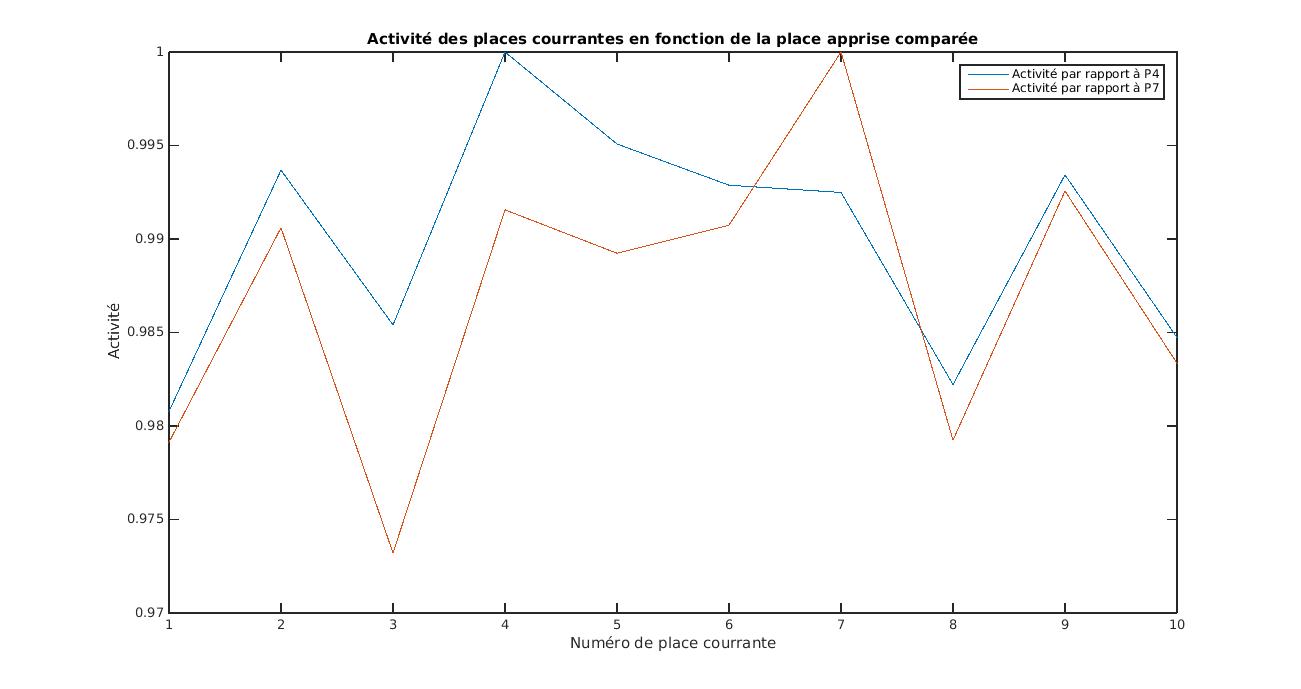 Activité des places courrantes en fonction de la place apprise comparée
Activité par rapport à P4
Activité par rapport à P7
1
0.995
0.99
0.985
0.98
0.975
0.97
Activité
1 2 3 4 5 6 7 8 9 10
Numéro de place courrante